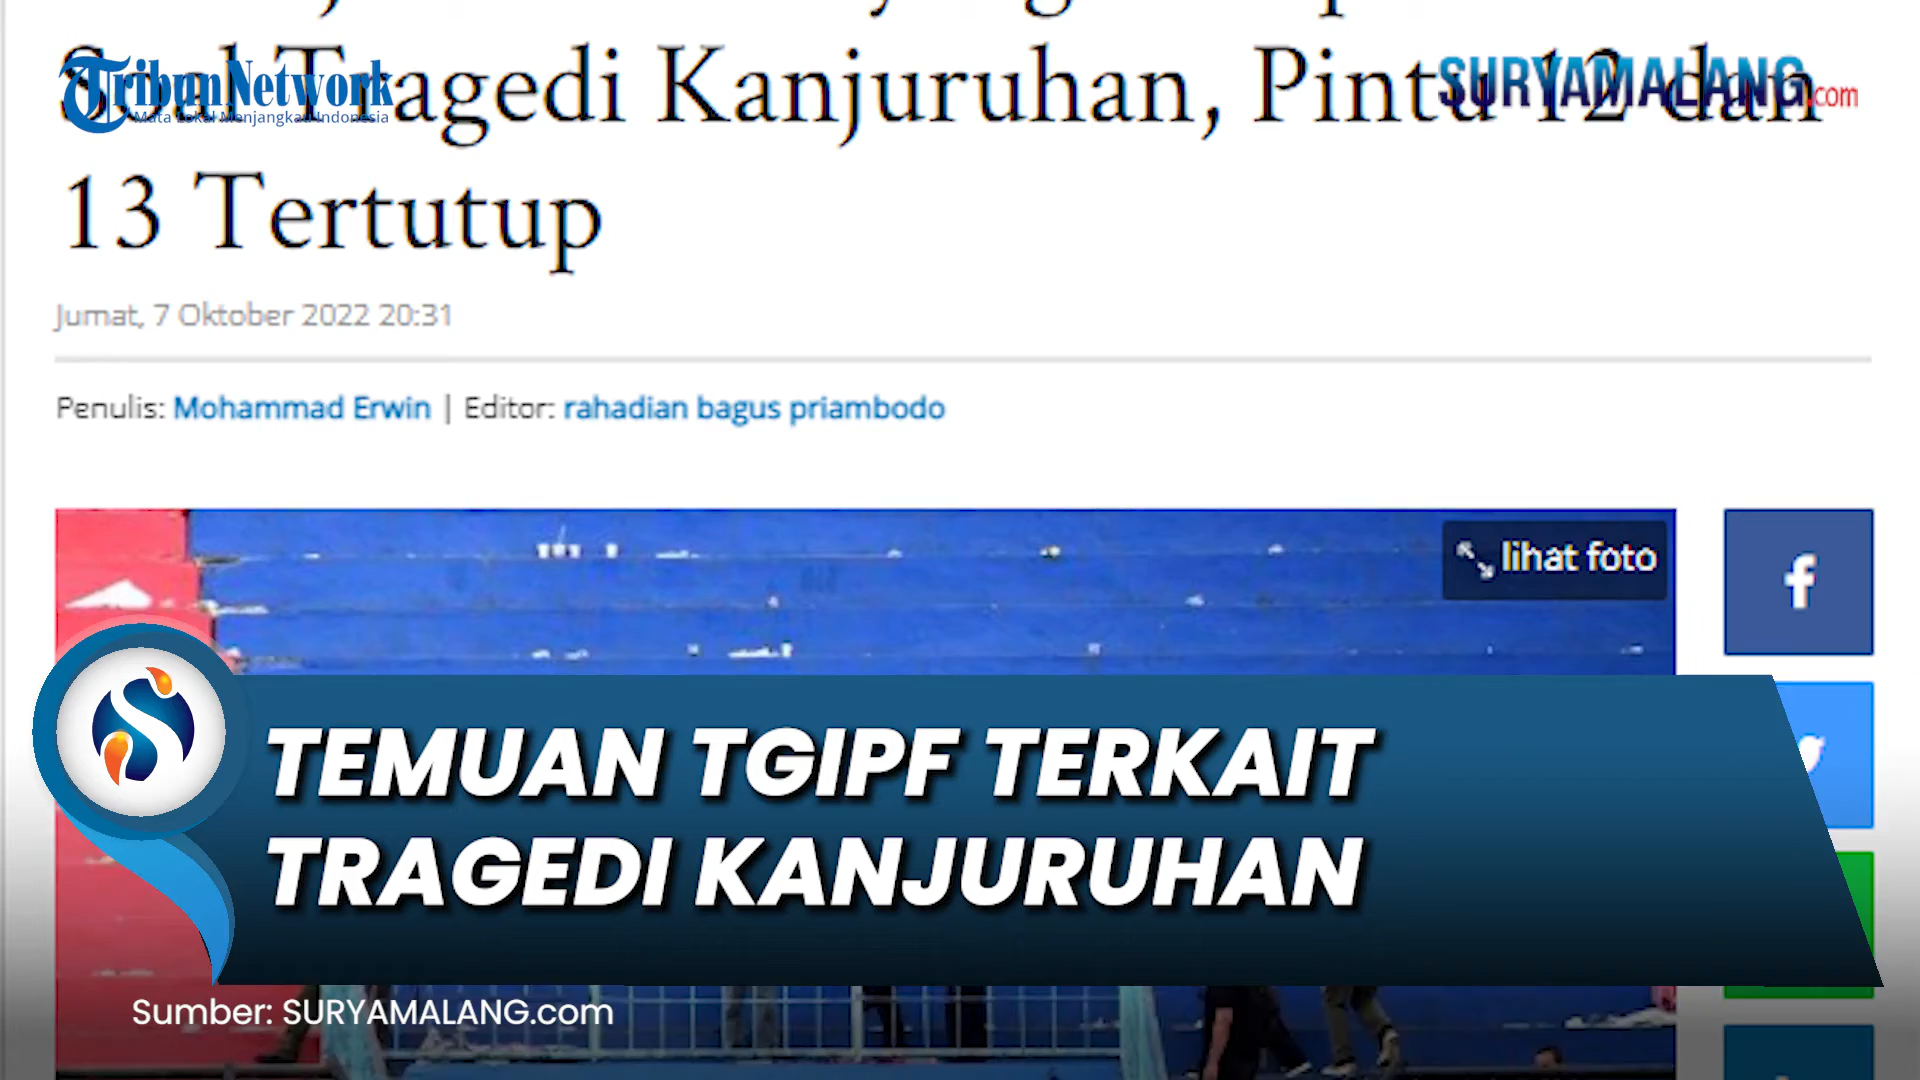 Soal Tragedi Kanjuruhan, Pintu 12 dan
TribunNetwork
Mata Lokal Menjangkau Indonesia
SURYAMALANG.com
13 Tertutup
Jumat, 7 Oktober 2022 20:31
Penulis: Mohammad Erwin | Editor: rahadian bagus priambodo
lihat foto
TEMUAN TGIPF TERKAIT
TRAGEDI KANJURUHAN
Sumber: SURYAMALANG.com